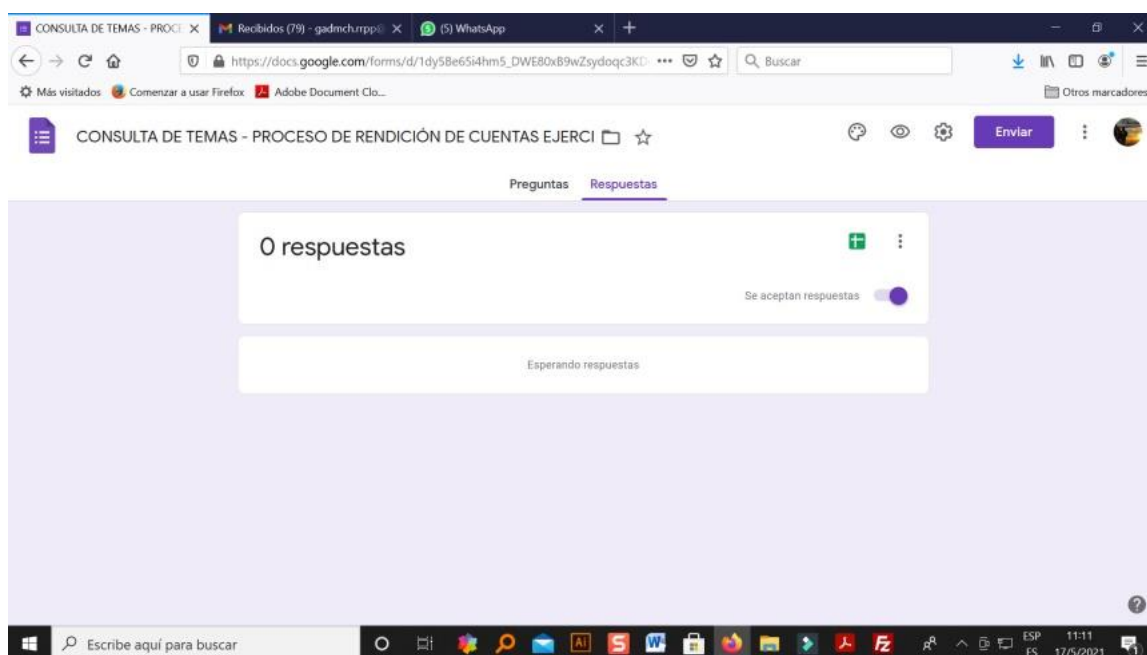 CONSULTA DE TEMAS - PROCE
Recibidos (79) - gadmch.rrpp@
(5) WhatsApp
https://docs.google.com/forms/d/1dy58e65i4hm5_DWE80xB9wZsydoqc3KD
Buscar
Más visitados
Comenzar a usar Firefox
Adobe Document Clo...
Otros marcadores
CONSULTA DE TEMAS - PROCESO DE RENDICIÓN DE CUENTAS EJERCI
Enviar
Preguntas Respuestas
0 respuestas
Se aceptan respuestas
Esperando respuestas
Escribe aquí para buscar
ESP
11:11
ES
17/5/2021